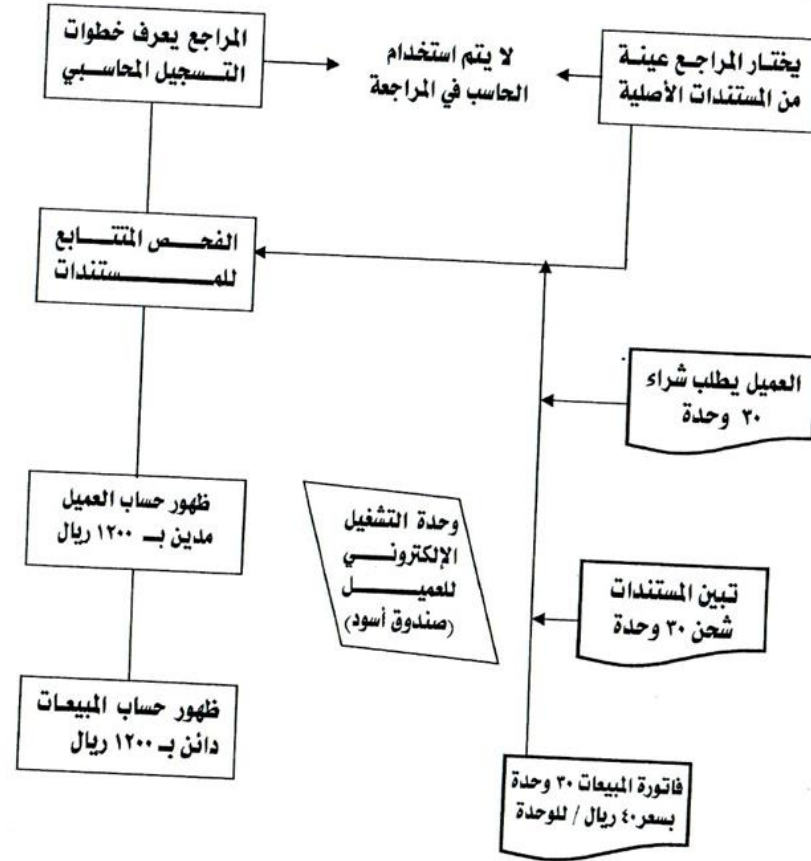 يختار المراجع عينة
من المستندات الأصلية
لا يتم استخدام
الحاسب في المراجعة
المراجع يعرف خطوات
التسجيل المحاسبي
الفحص المتتابع
للمستندات
العميل يطلب شراء
٣٠ وحدة
وحدة التشغيل
الإلكتروني
للعميل
(صندوق أسود)
ظهور حساب العميل
مدين بـ ١٢٠٠ ريال
تبين المستندات
شحن ٣٠ وحدة
ظهور حساب المبيعات
دائن بـ ١٢٠٠ ريال
فاتورة المبيعات ٣٠ وحدة
بسعر ٤٠ ريال / للوحدة